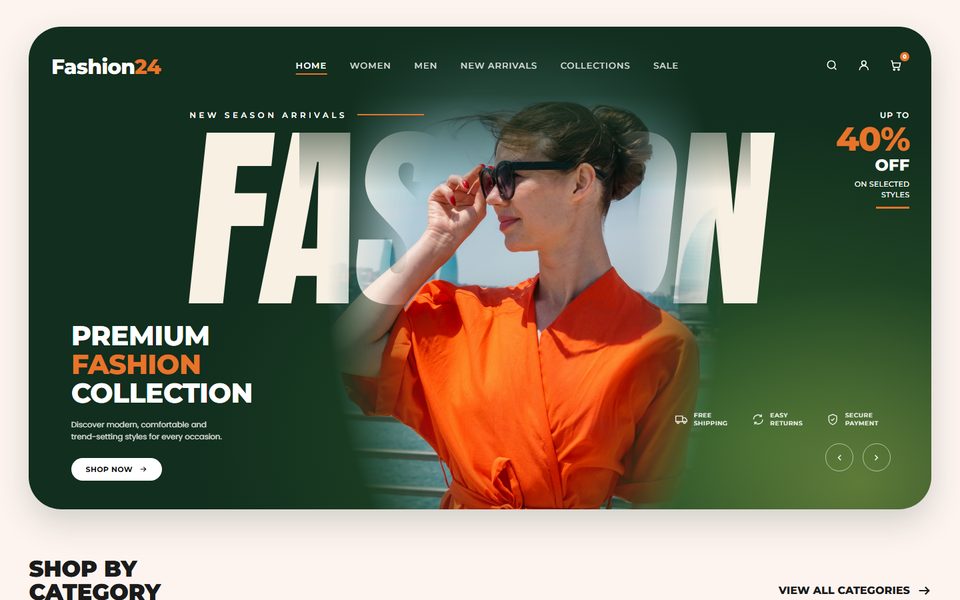 Fashion24
HOME
WOMEN
MEN
NEW ARRIVALS
COLLECTIONS
SALE
0
NEW SEASON ARRIVALS
UP TO
40%
OFF
ON SELECTED
STYLES
FASHION
PREMIUM
FASHION
COLLECTION
Discover modern, comfortable and
trend-setting styles for every occasion.
SHOP NOW
FREE
SHIPPING
EASY
RETURNS
SECURE
PAYMENT
SHOP BY
CATEGORY
VIEW ALL CATEGORIES